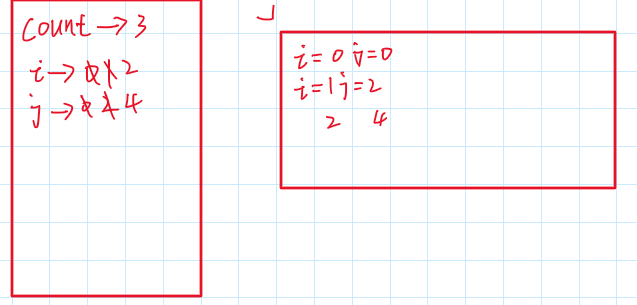 count → 3
i → 0 1 2
j → 0 2 4
i=0 j=0
i=1 j=2
2 4